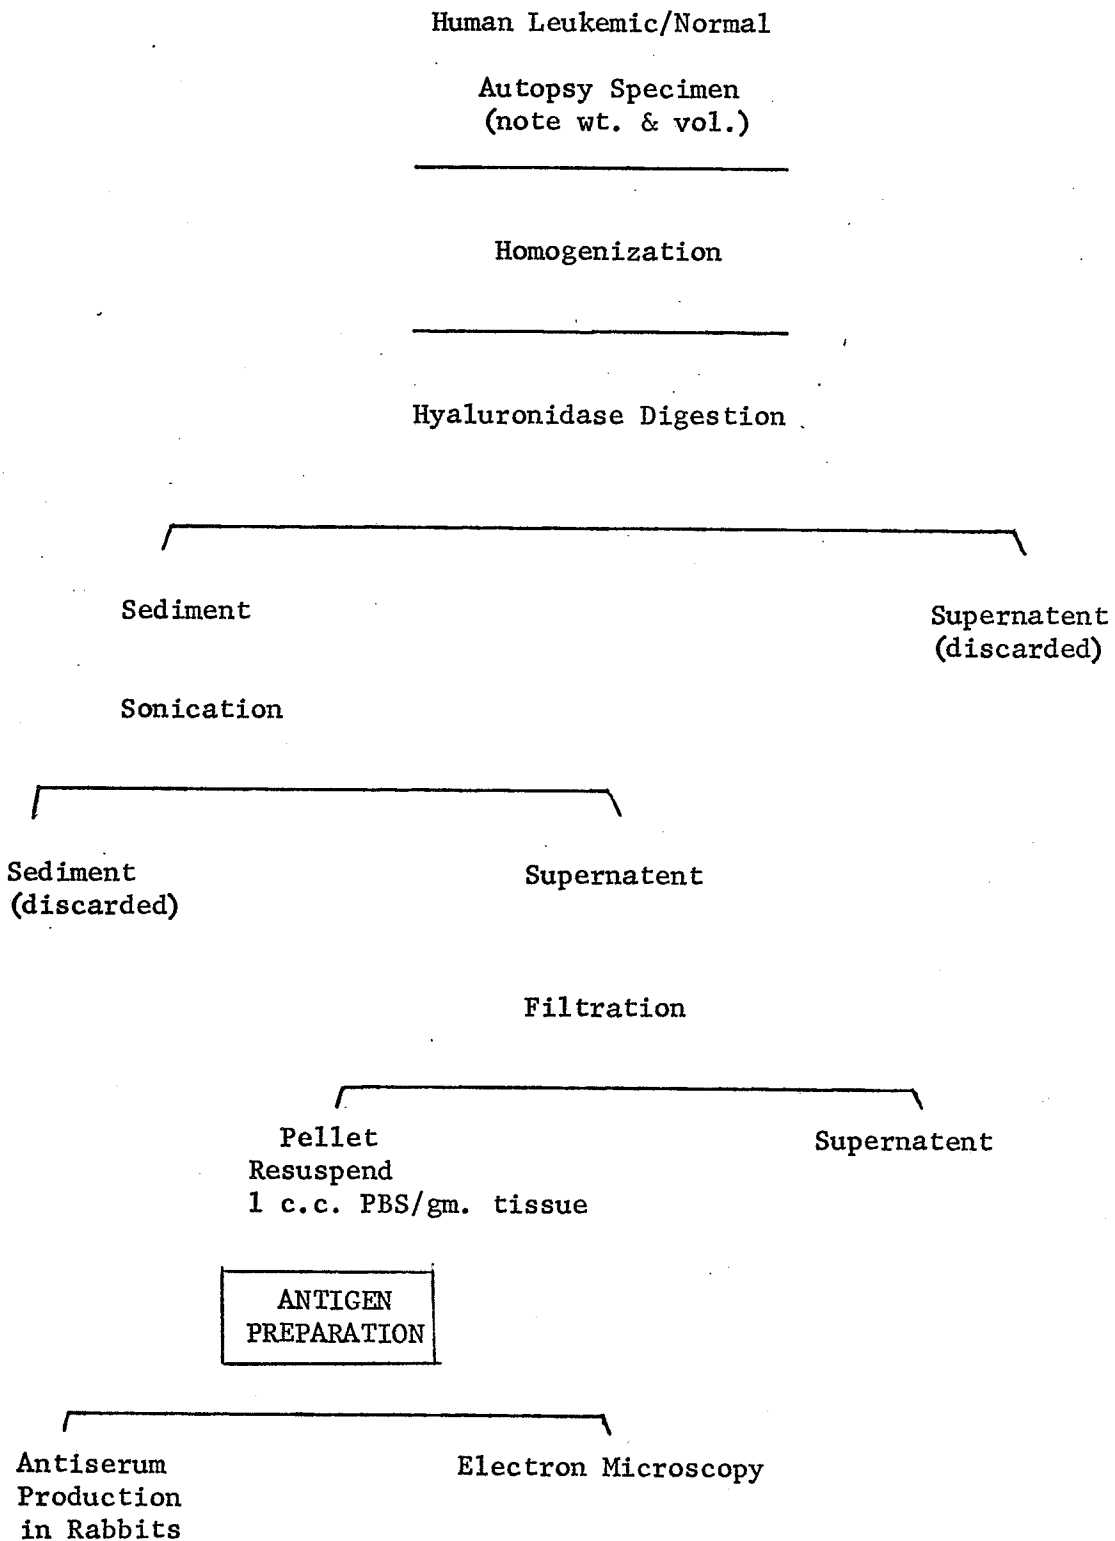 Human Leukemic/Normal
Autopsy Specimen
(note wt. & vol.)
Homogenization
Hyaluronidase Digestion
Sediment
Supernatent
(discarded)
Sonication
Sediment
(discarded)
Supernatent
Filtration
Pellet
Resuspend
1 c.c. PBS/gm. tissue
Supernatent
ANTIGEN
PREPARATION
Antiserum
Production
in Rabbits
Electron Microscopy